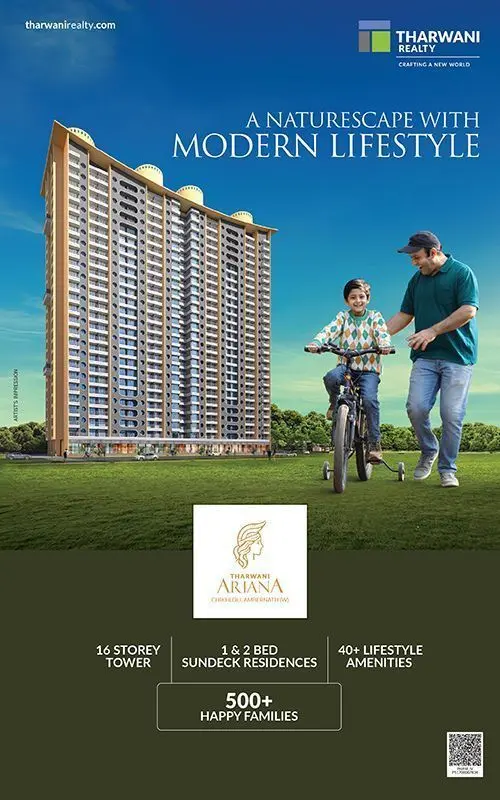 tharwanirealty.com
THARWANI
REALTY
CRAFTING A NEW WORLD
A NATURESCAPE WITH
MODERN LIFESTYLE
ARTIST'S IMPRESSION
THARWANI
ARIANA
CHIKHLOLI, AMBERNATH (W)
16 STOREY
TOWER
1 & 2 BED
SUNDECK RESIDENCES
40+ LIFESTYLE
AMENITIES
500+
HAPPY FAMILIES